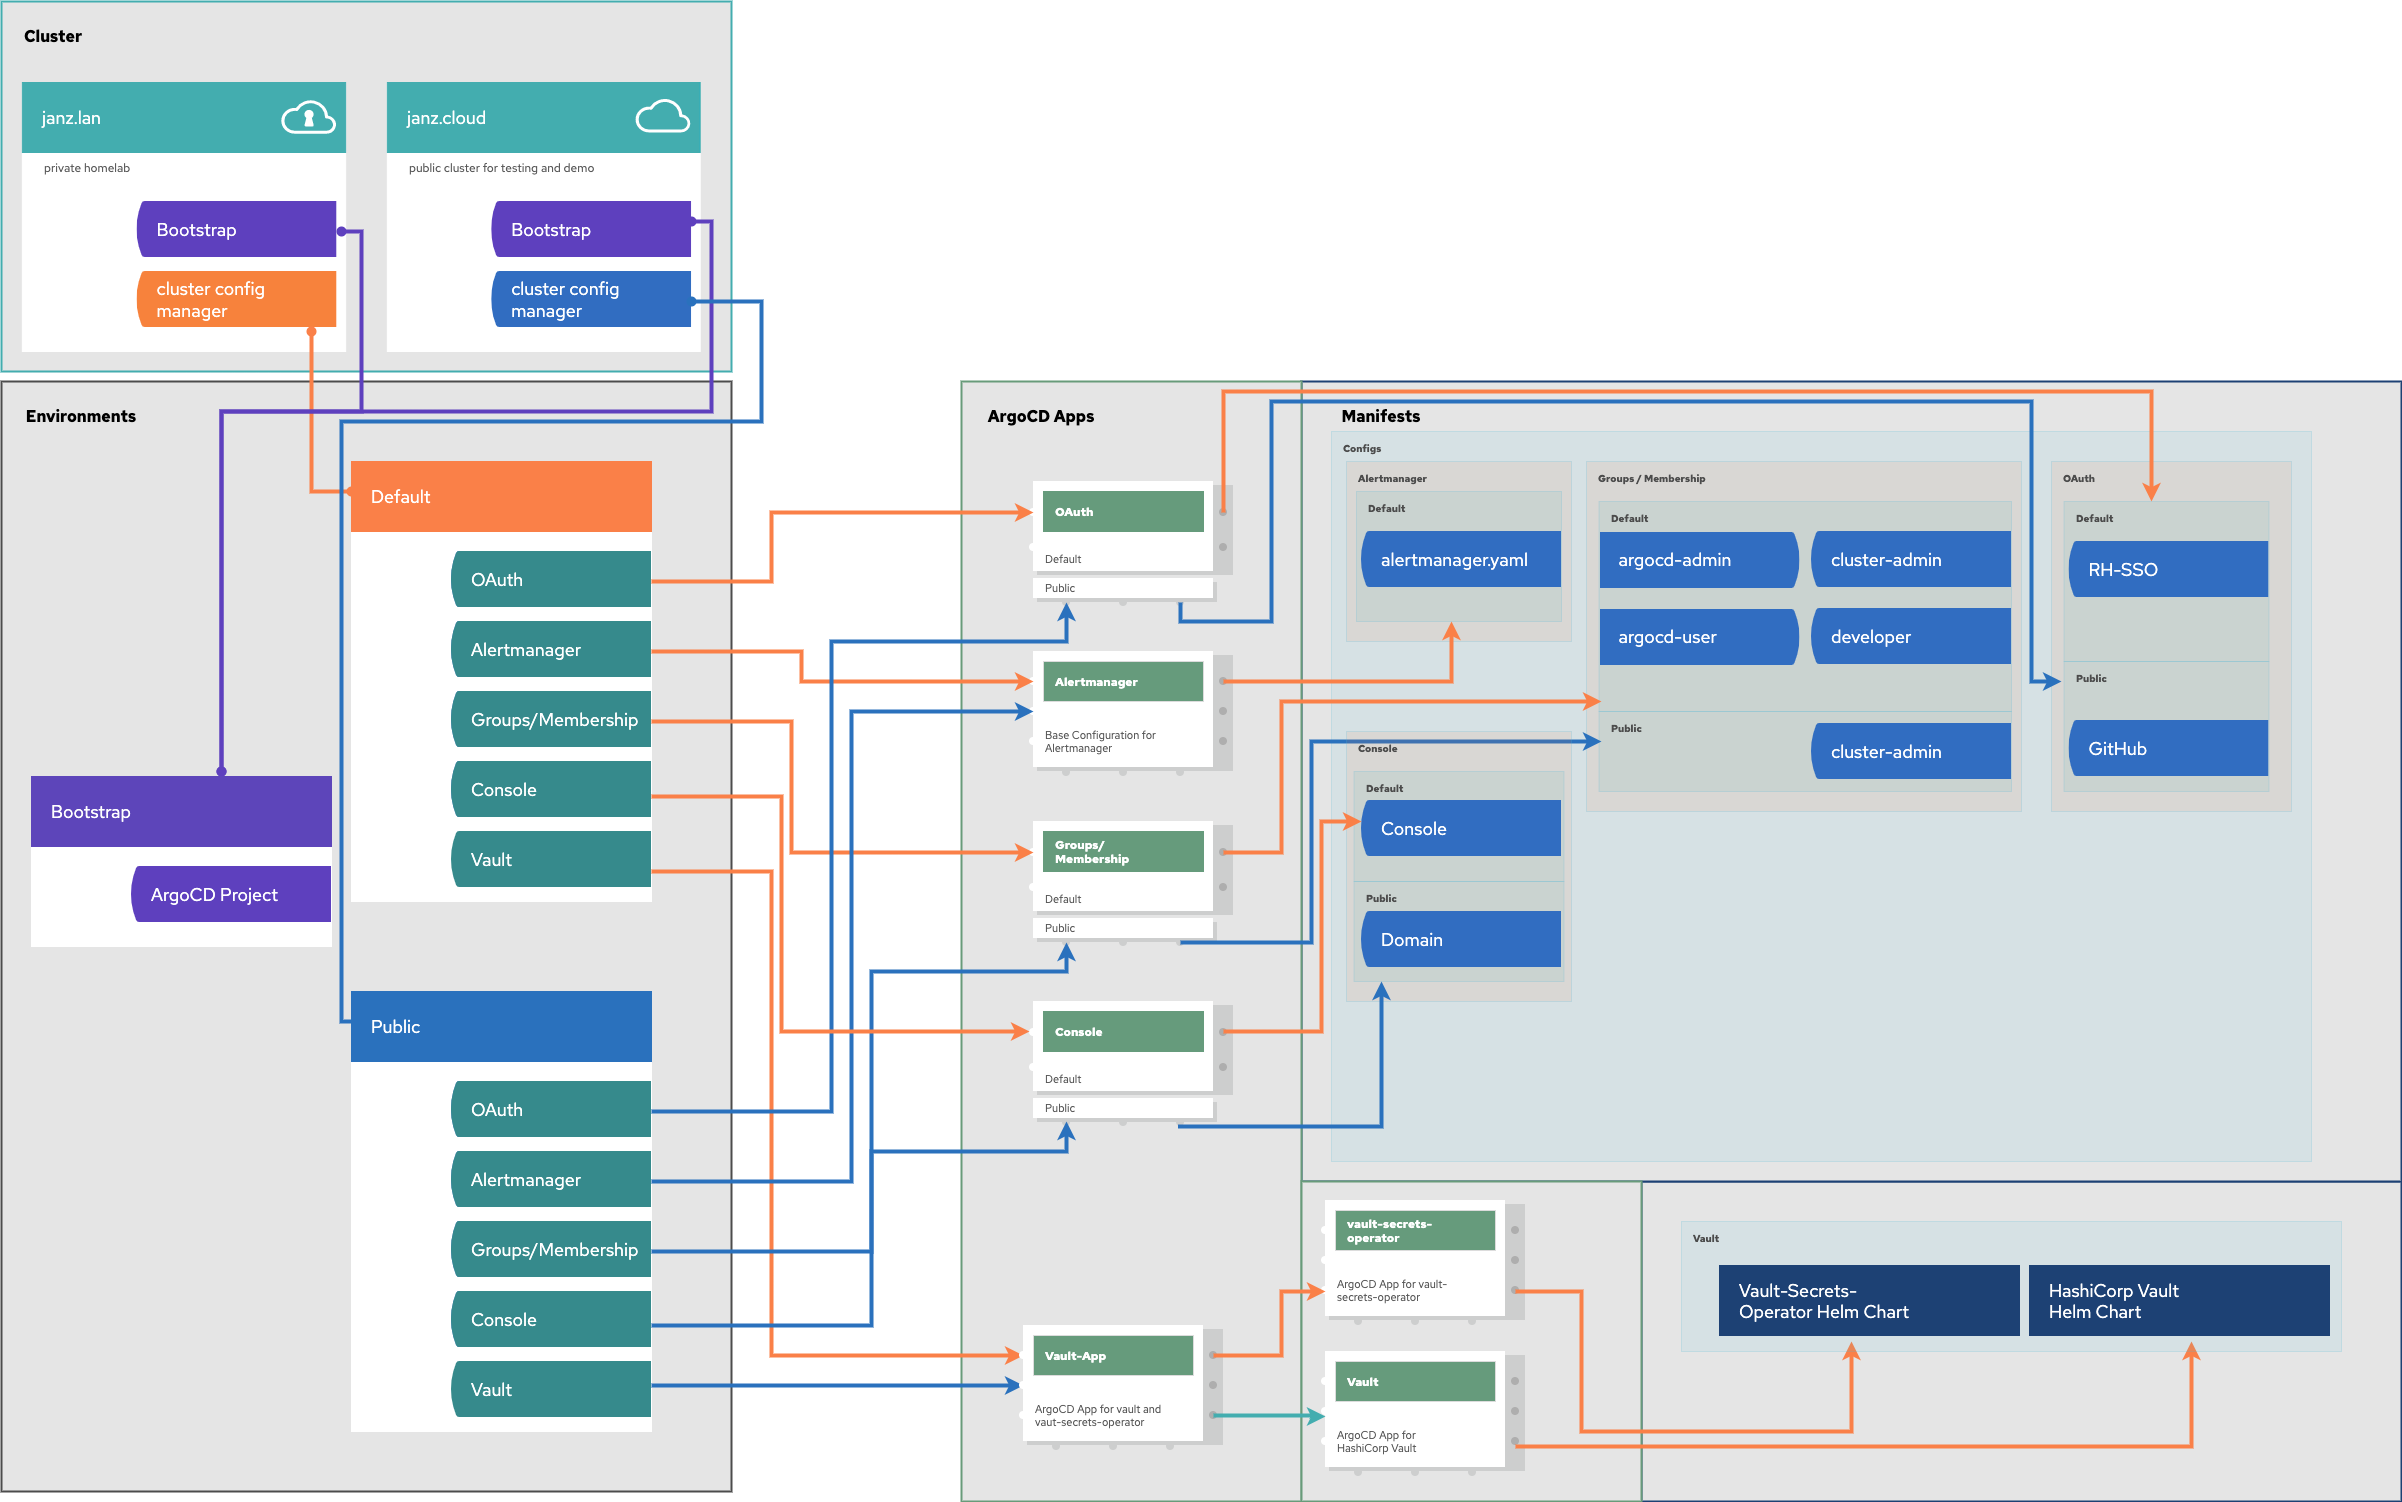 Cluster
janz.lan
private homelab
Bootstrap
cluster config
manager
janz.cloud
public cluster for testing and demo
Bootstrap
cluster config
manager
Environments
Bootstrap
ArgoCD Project
Default
OAuth
Alertmanager
Groups/Membership
Console
Vault
Public
OAuth
Alertmanager
Groups/Membership
Console
Vault
ArgoCD Apps
OAuth
Default
Public
Alertmanager
Base Configuration for
Alertmanager
Groups/
Membership
Default
Public
Console
Default
Public
Vault-App
ArgoCD App for vault and
vaut-secrets-operator
vault-secrets-
operator
ArgoCD App for vault-
secrets-operator
Vault
ArgoCD App for
HashiCorp Vault
Manifests
Configs
Alertmanager
Default
alertmanager.yaml
Groups / Membership
Default
argocd-admin
cluster-admin
argocd-user
developer
Public
cluster-admin
OAuth
Default
RH-SSO
Public
GitHub
Console
Default
Console
Public
Domain
Vault
Vault-Secrets-
Operator Helm Chart
HashiCorp Vault
Helm Chart